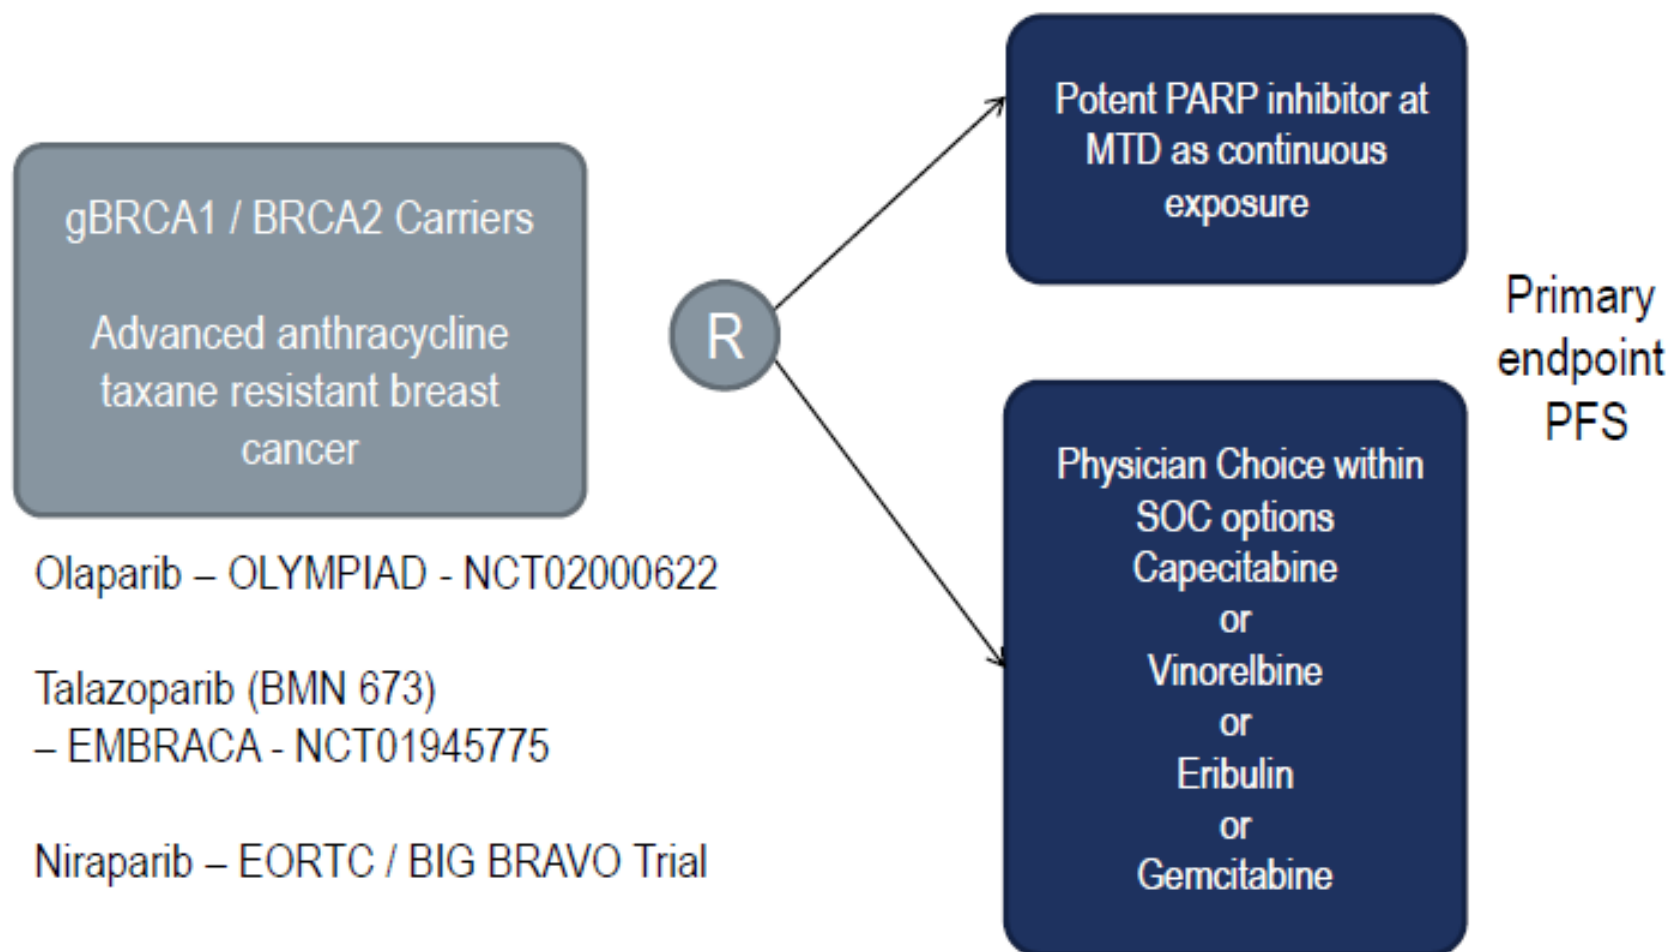 gBRCA1 / BRCA2 Carriers
Advanced anthracycline
taxane resistant breast
cancer
R
Potent PARP inhibitor at
MTD as continuous
exposure
Physician Choice within
SOC options
Capecitabine
or
Vinorelbine
or
Eribulin
or
Gemcitabine
Primary
endpoint
PFS
Olaparib – OLYMPIAD - NCT02000622
Talazoparib (BMN 673)
– EMBRACA - NCT01945775
Niraparib – EORTC / BIG BRAVO Trial